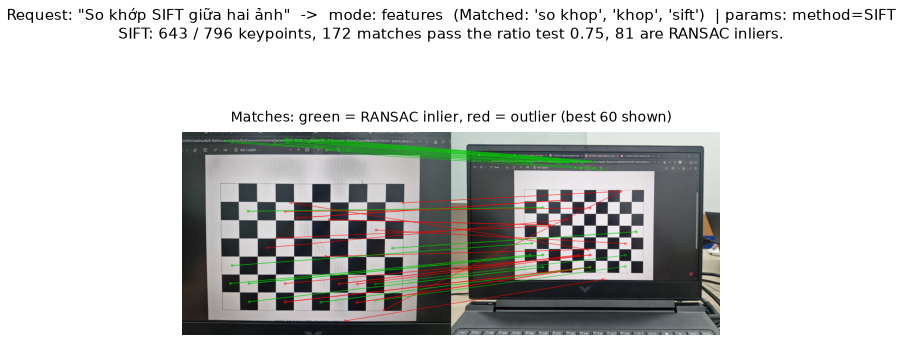 Request: "So khớp SIFT giữa hai ảnh"  ->  mode: features  (Matched: 'so khop', 'khop', 'sift')  | params: method=SIFT
SIFT: 643 / 796 keypoints, 172 matches pass the ratio test 0.75, 81 are RANSAC inliers.
Matches: green = RANSAC inlier, red = outlier (best 60 shown)